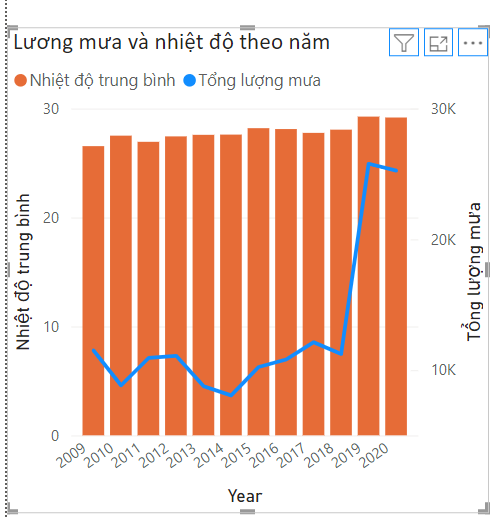 Lương mưa và nhiệt độ theo năm
Nhiệt độ trung bình Tổng lượng mưa
30 30K
20 20K
10 10K
0
Nhiệt độ trung bình
Tổng lượng mưa
2009 2010 2011 2012 2013 2014 2015 2016 2017 2018 2019 2020
Year